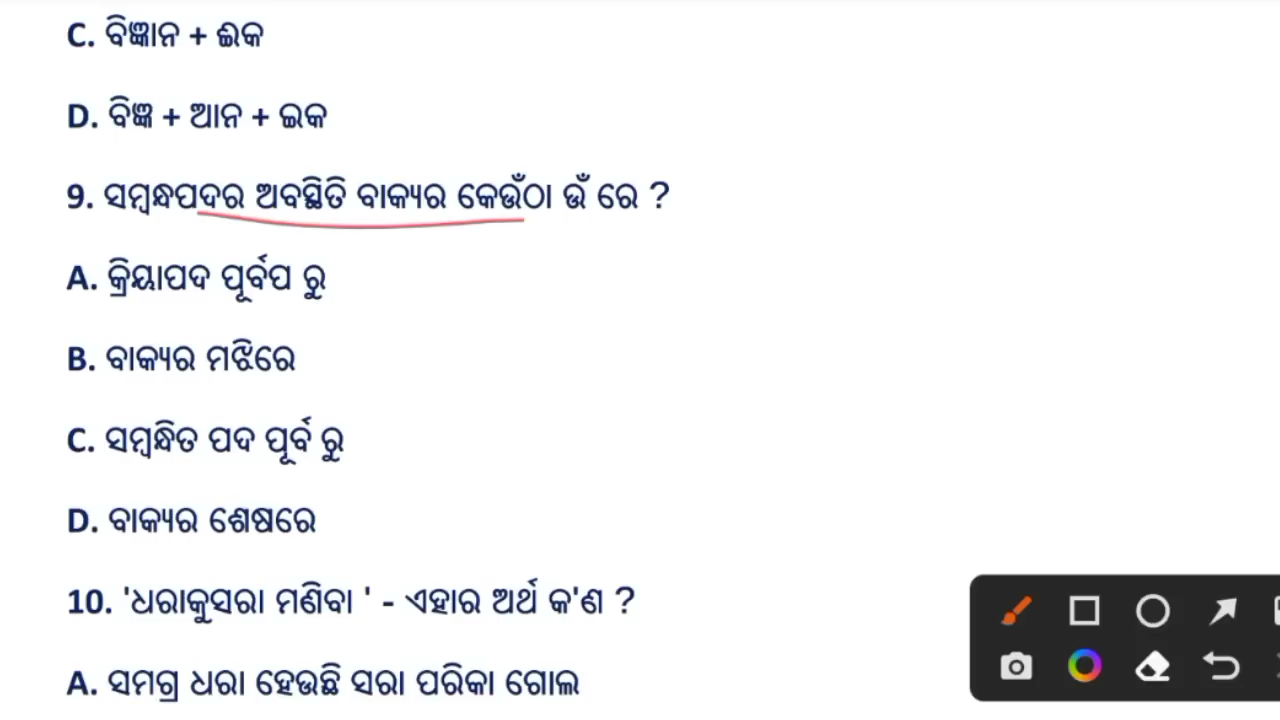 C. ବିଜ୍ଞାନ + ଈକ
D. ବିଜ୍ଞ + ଆନ + ଇକ
9. ସମ୍ବନ୍ଧପଦର ଅବସ୍ଥିତି ବାକ୍ୟର କେଉଁଠା ଉଁ ରେ ?
A. କ୍ରିୟାପଦ ପୂର୍ବପ ରୁ
B. ବାକ୍ୟର ମଝିରେ
C. ସମ୍ବନ୍ଧିତ ପଦ ପୂର୍ବ ରୁ
D. ବାକ୍ୟର ଶେଷରେ
10. 'ଧରାକୁସରା ମଣିବା ' - ଏହାର ଅର୍ଥ କ'ଣ ?
A. ସମଗ୍ର ଧରା ହେଉଛି ସରା ପରିକା ଗୋଲ